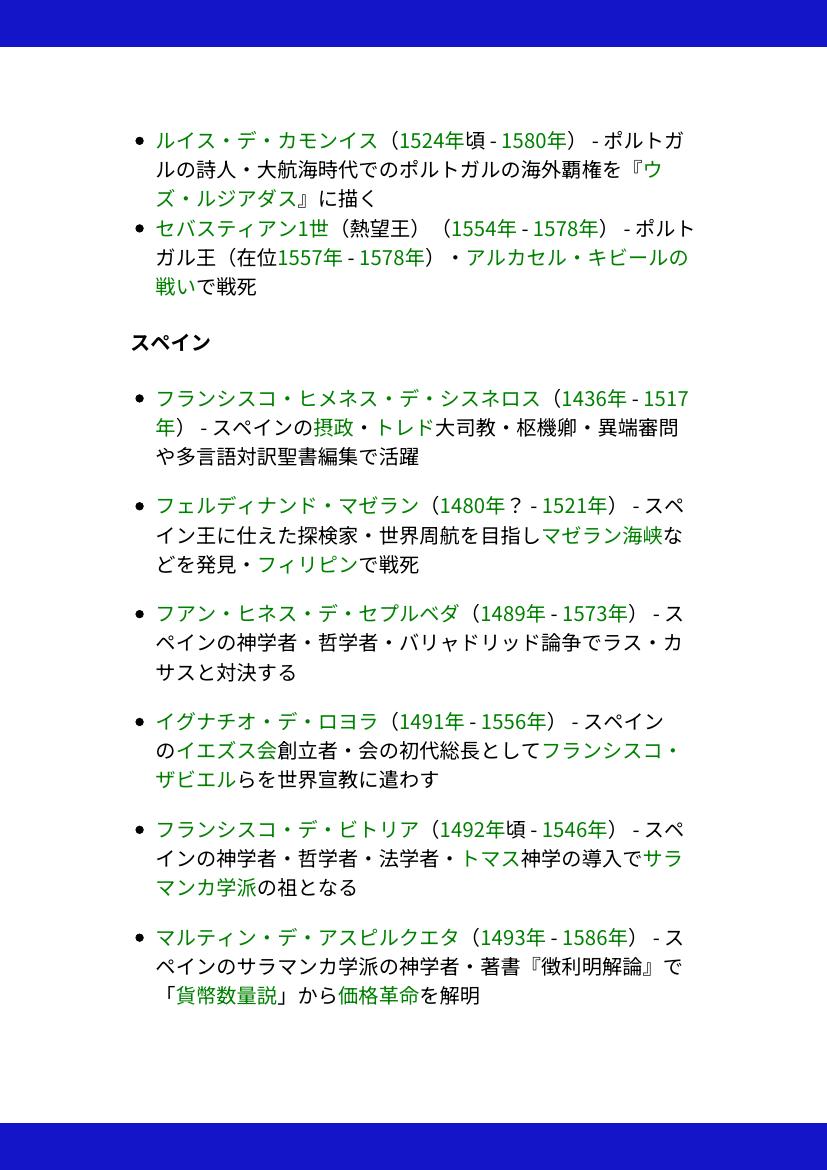 • ルイス・デ・カモンイス（1524年頃 - 1580年） - ポルトガ
ルの詩人・大航海時代でのポルトガルの海外覇権を『ウ
ズ・ルジアダス』に描く
• セバスティアン1世（熱望王）（1554年 - 1578年） - ポルト
ガル王（在位1557年 - 1578年）・アルカセル・キビールの
戦いで戦死
スペイン
• フランシスコ・ヒメネス・デ・シスネロス（1436年 - 1517
年） - スペインの摂政・トレド大司教・枢機卿・異端審問
や多言語対訳聖書編集で活躍
• フェルディナンド・マゼラン（1480年？ - 1521年） - スペ
イン王に仕えた探検家・世界周航を目指しマゼラン海峡な
どを発見・フィリピンで戦死
• フアン・ヒネス・デ・セプルベダ（1489年 - 1573年） - ス
ペインの神学者・哲学者・バリャドリッド論争でラス・カ
サスと対決する
• イグナチオ・デ・ロヨラ（1491年 - 1556年） - スペイン
のイエズス会創立者・会の初代総長としてフランシスコ・
ザビエルらを世界宣教に遣わす
• フランシスコ・デ・ビトリア（1492年頃 - 1546年） - スペ
インの神学者・哲学者・法学者・トマス神学の導入でサラ
マンカ学派の祖となる
• マルティン・デ・アスピルクエタ（1493年 - 1586年） - ス
ペインのサラマンカ学派の神学者・著書『徴利明解論』で
「貨幣数量説」から価格革命を解明